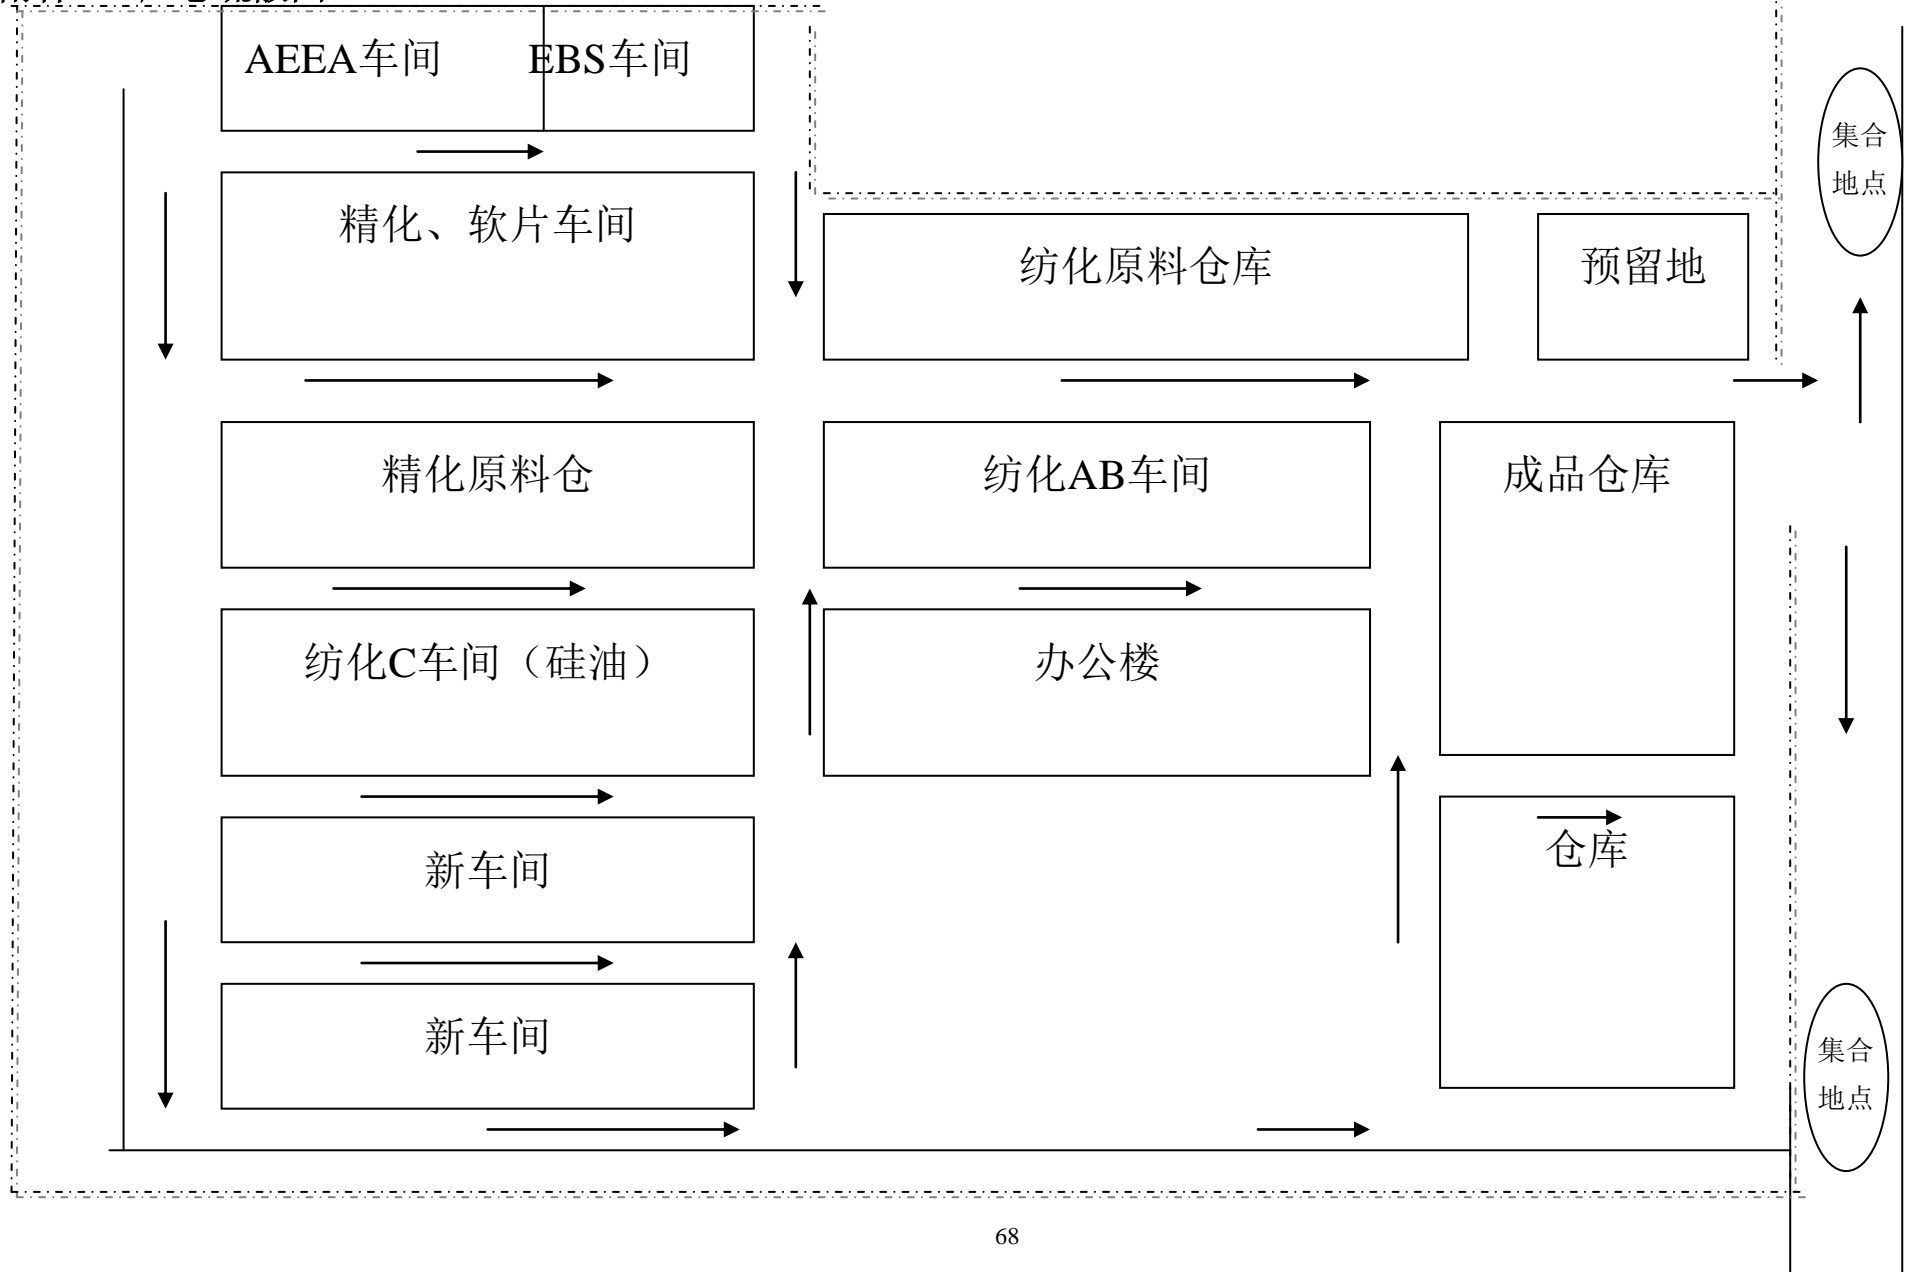 AEEA车间
EBS车间
集合
地点
精化、软片车间
纺化原料仓库
预留地
精化原料仓
纺化AB车间
成品仓库
纺化C车间（硅油）
办公楼
新车间
仓库
新车间
集合
地点
68